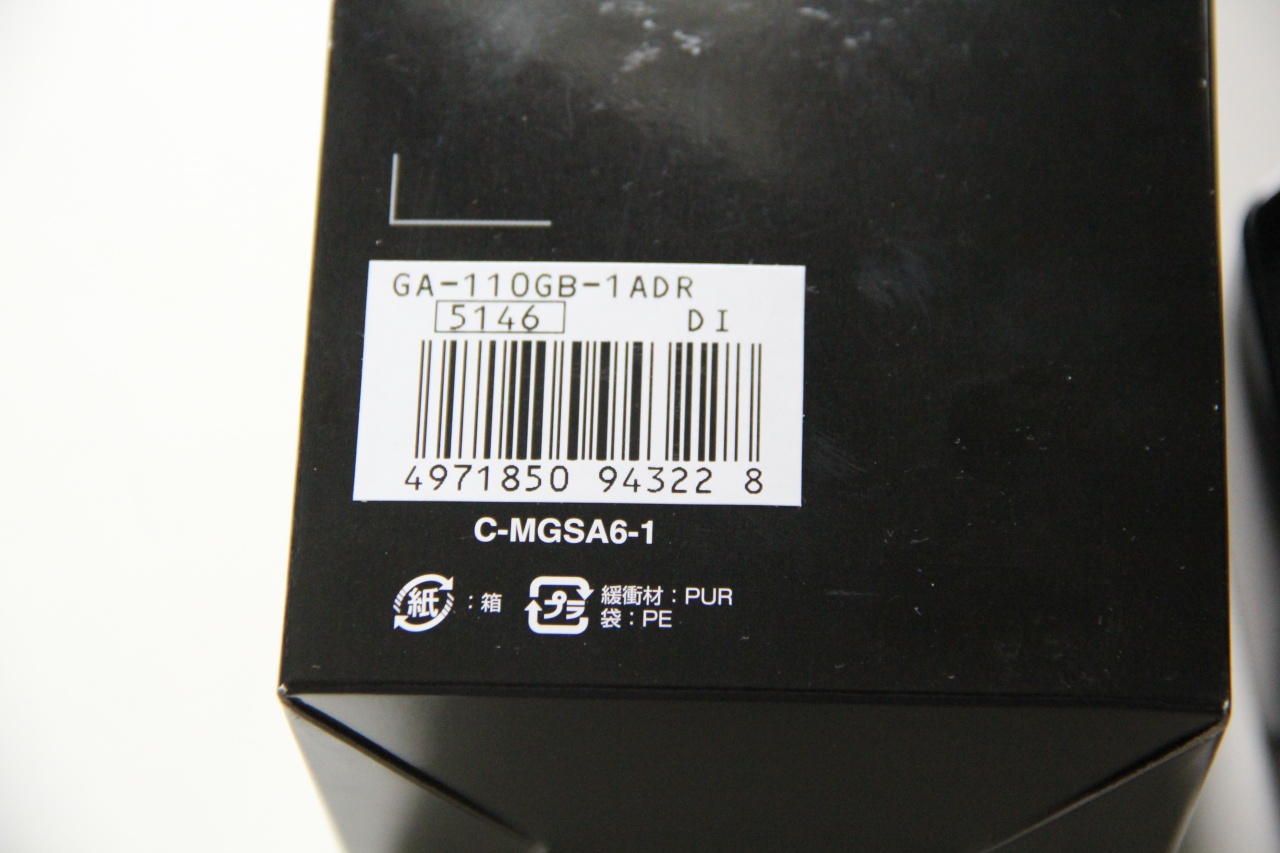 GA-110GB-1ADR
5146 DI
4971850 94322 8
C-MGSA6-1
紙 : 箱 プラ 緩衝材 : PUR
袋 : PE